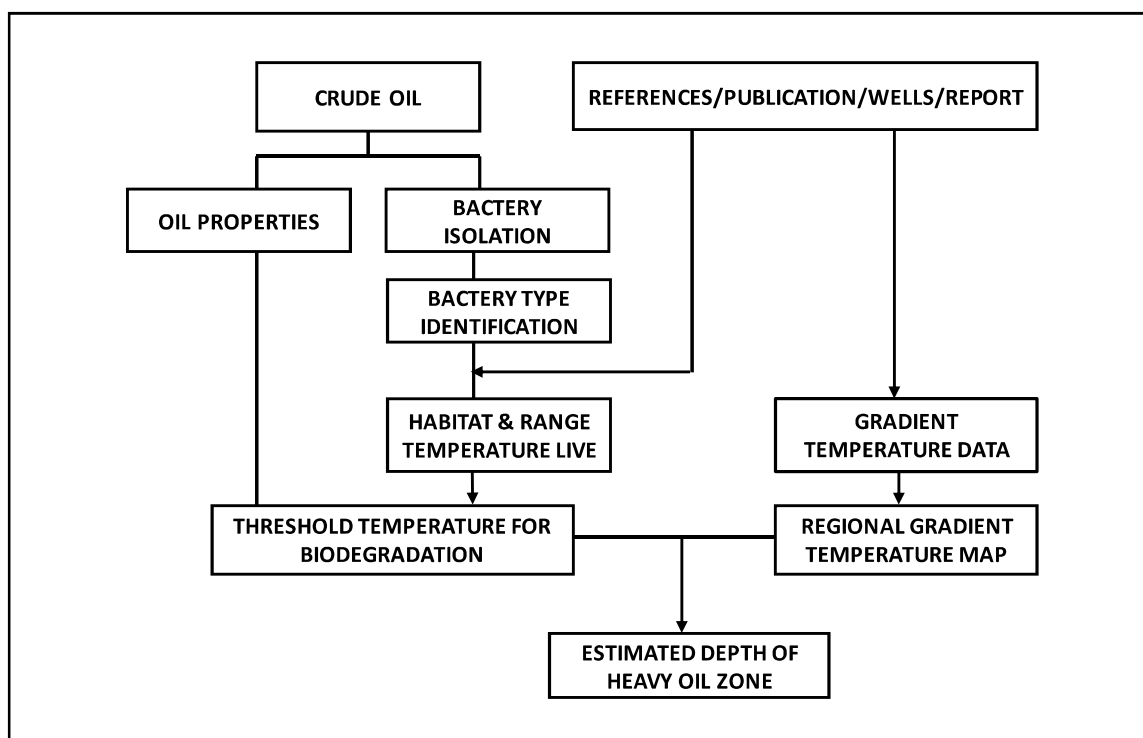 CRUDE OIL
REFERENCES/PUBLICATION/WELLS/REPORT
OIL PROPERTIES
BACTERY
ISOLATION
BACTERY TYPE
IDENTIFICATION
HABITAT & RANGE
TEMPERATURE LIVE
GRADIENT
TEMPERATURE DATA
THRESHOLD TEMPERATURE FOR
BIODEGRADATION
REGIONAL GRADIENT
TEMPERATURE MAP
ESTIMATED DEPTH OF
HEAVY OIL ZONE